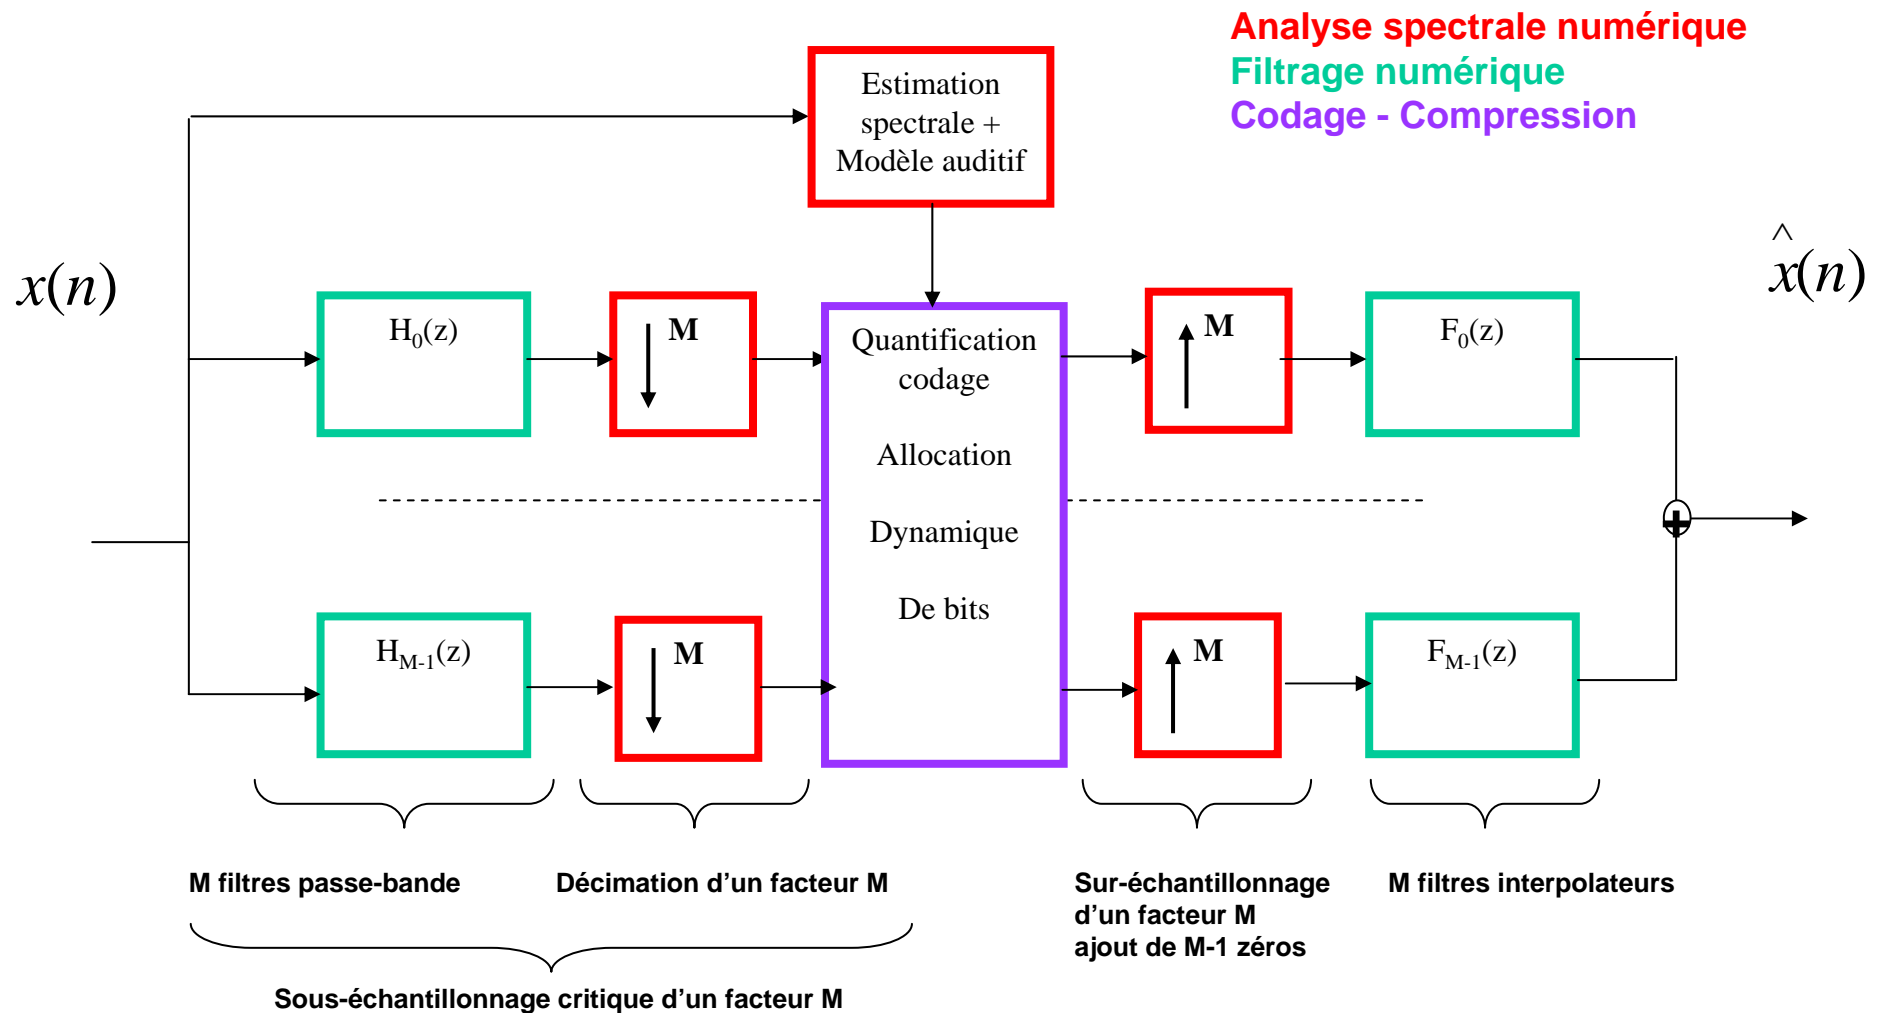 Analyse spectrale numérique
Filtrage numérique
Codage - Compression
Estimation
spectrale +
Modèle auditif
x(n)
^
x(n)
H0(z)
M
Quantification
codage
Allocation
Dynamique
De bits
M
F0(z)
+
HM-1(z)
M
M
FM-1(z)
M filtres passe-bande
Décimation d'un facteur M
Sur-échantillonnage
d'un facteur M
ajout de M-1 zéros
M filtres interpolateurs
Sous-échantillonnage critique d'un facteur M